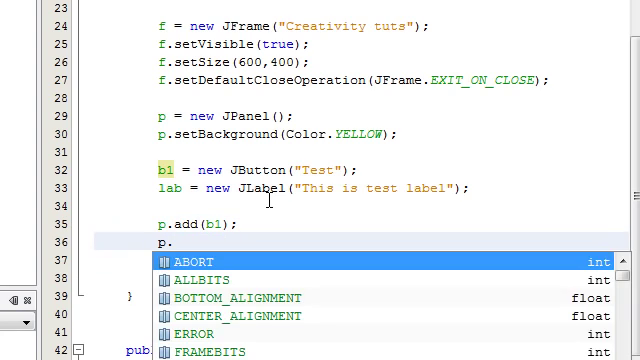 23
24 f = new JFrame("Creativity tuts");
25 f.setVisible(true);
26 f.setSize(600,400);
27 f.setDefaultCloseOperation(JFrame.EXIT_ON_CLOSE);
28
29 p = new JPanel();
30 p.setBackground(Color.YELLOW);
31
32 b1 = new JButton("Test");
33 lab = new JLabel("This is test label");
34
35 p.add(b1);
36 p.
37 ABORT int
38 ALLBITS int
39 } BOTTOM_ALIGNMENT float
40 CENTER_ALIGNMENT float
41 ERROR int
42 pub FRAMEBITS int